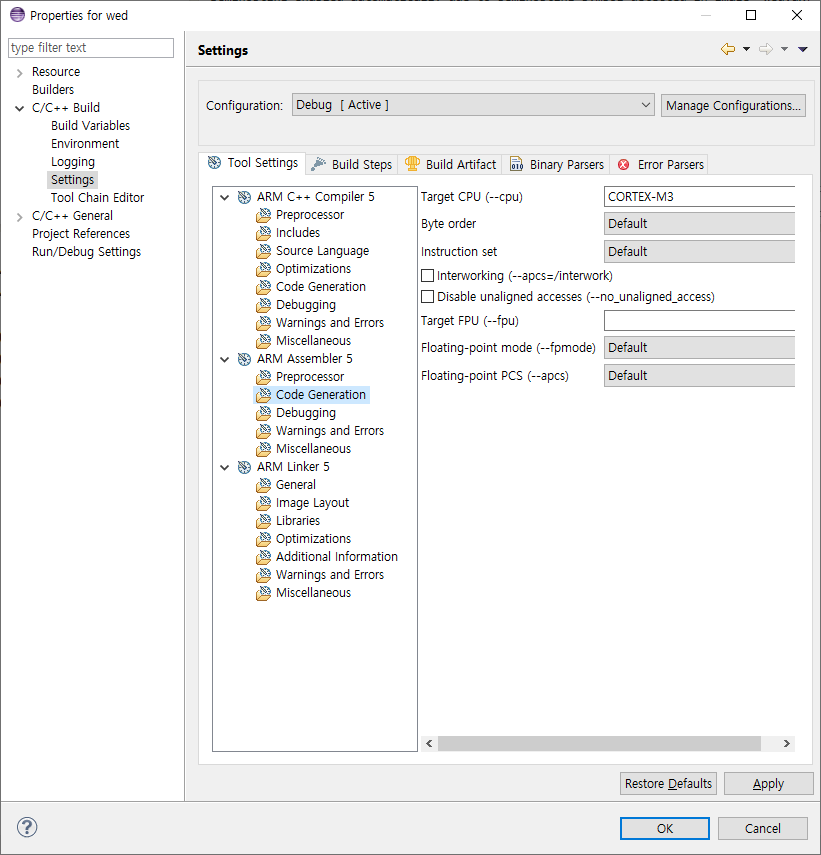 Properties for wed
type filter text
Resource
Builders
C/C++ Build
Build Variables
Environment
Logging
Settings
Tool Chain Editor
C/C++ General
Project References
Run/Debug Settings
Settings
Configuration:
Debug [ Active ]
Manage Configurations...
Tool Settings
Build Steps
Build Artifact
Binary Parsers
Error Parsers
ARM C++ Compiler 5
Preprocessor
Includes
Source Language
Optimizations
Code Generation
Debugging
Warnings and Errors
Miscellaneous
ARM Assembler 5
Preprocessor
Code Generation
Debugging
Warnings and Errors
Miscellaneous
ARM Linker 5
General
Image Layout
Libraries
Optimizations
Additional Information
Warnings and Errors
Miscellaneous
Target CPU (--cpu) CORTEX-M3
Byte order Default
Instruction set Default
Interworking (--apcs=/interwork)
Disable unaligned accesses (--no_unaligned_access)
Target FPU (--fpu)
Floating-point mode (--fpmode) Default
Floating-point PCS (--apcs) Default
Restore Defaults
Apply
OK
Cancel